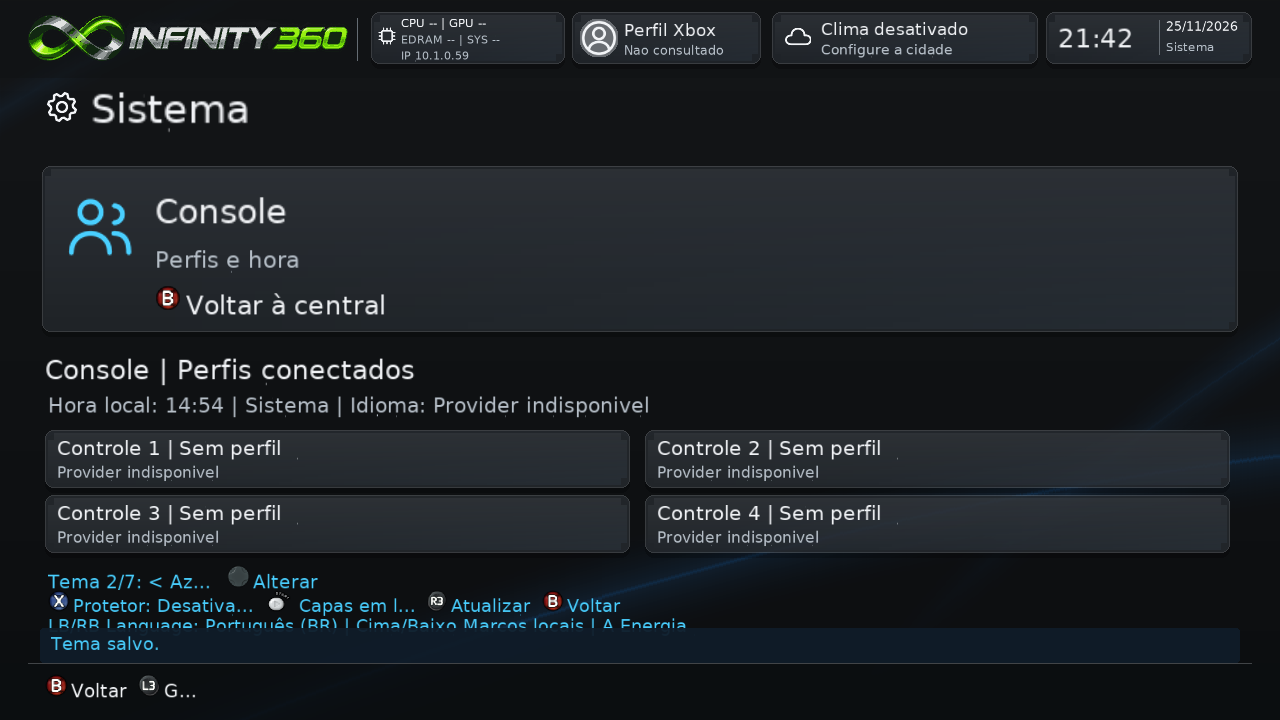 INFINITY 360
CPU -- | GPU --
EDRAM -- | SYS --
IP 10.1.0.59
Perfil Xbox
Nao consultado
Clima desativado
Configure a cidade
21:42
25/11/2026
Sistema
Sistema
Console
Perfis e hora
B Voltar à central
Console | Perfis conectados
Hora local: 14:54 | Sistema | Idioma: Provider indisponivel
Controle 1 | Sem perfil
Provider indisponivel
Controle 2 | Sem perfil
Provider indisponivel
Controle 3 | Sem perfil
Provider indisponivel
Controle 4 | Sem perfil
Provider indisponivel
Tema 2/7: < Az... Alterar
X Protetor: Desativa... Capas em l... R3 Atualizar B Voltar
LB/RB Language: Português (BR) | Cima/Baixo Marcos locais | A Energia
Tema salvo.
B Voltar L3 G...